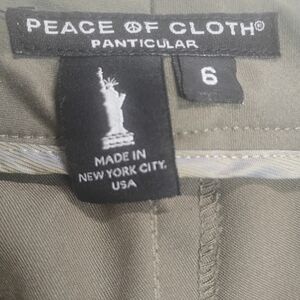 PEACE OF CLOTH®
PANTICULAR
6
MADE IN
NEW YORK CITY,
USA